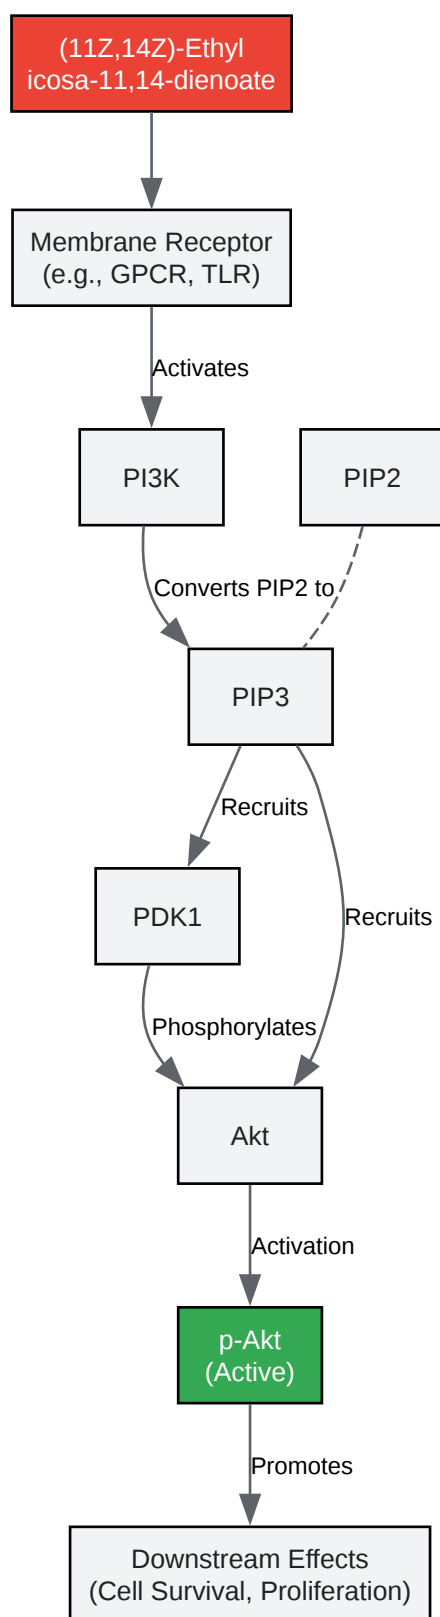 (11Z,14Z)-Ethyl
icosa-11,14-dienoate
Membrane Receptor
(e.g., GPCR, TLR)
Activates
PI3K
PIP2
Converts PIP2 to
PIP3
Recruits
PDK1
Recruits
Phosphorylates
Akt
Activation
p-Akt
(Active)
Promotes
Downstream Effects
(Cell Survival, Proliferation)